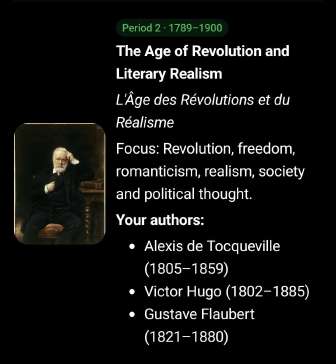 Period 2 · 1789–1900
The Age of Revolution and
Literary Realism
L'Âge des Révolutions et du
Réalisme
Focus: Revolution, freedom,
romanticism, realism, society
and political thought.
Your authors:
• Alexis de Tocqueville
(1805–1859)
• Victor Hugo (1802–1885)
• Gustave Flaubert
(1821–1880)